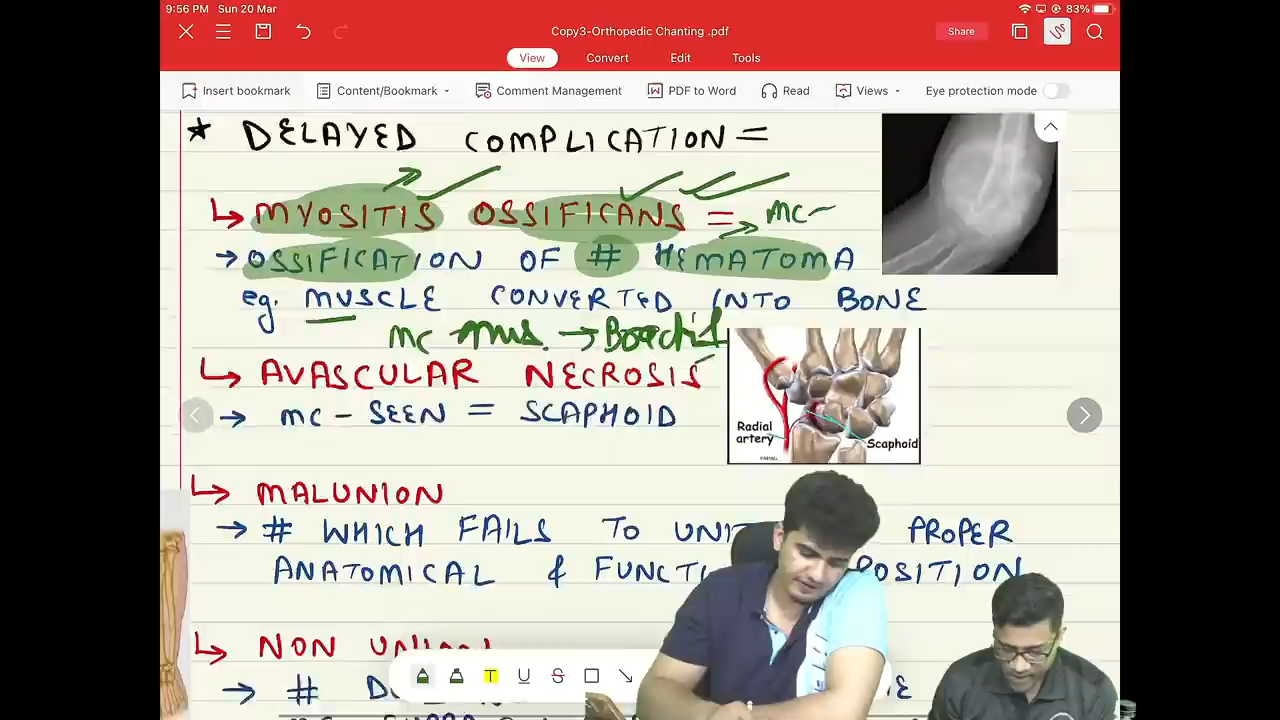 9:56 PM Sun 20 Mar 83%
Copy3-Orthopedic Chanting .pdf
Share
View Convert Edit Tools
Insert bookmark Content/Bookmark Comment Management PDF to Word Read Views Eye protection mode
* DELAYED COMPLICATION =
↳ MYOSITIS OSSIFICANS = mc-
→ OSSIFICATION OF # HEMATOMA
eg. MUSCLE CONVERTED INTO BONE
mc mus. →
↳ AVASCULAR NECROSIS
→ mc - SEEN = SCAPHOID
Radial
artery
Scaphoid
↳ MALUNION
→ # WHICH FAILS TO PROPER
ANATOMICAL & POSITION
↳ NON UNION
→ #